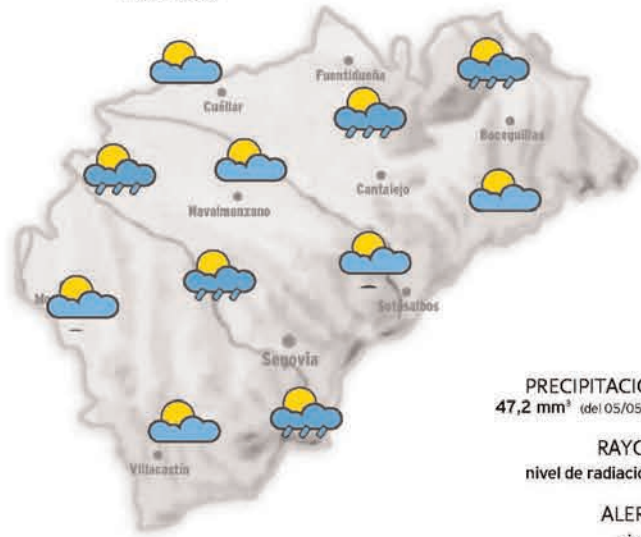 Fuentidueña
Cuéllar
Boceguillas
Cantalejo
Navalmanzano
Sotosalbos
Segovia
PRECIPITACIO
47,2 mm³ (del 05/05
RAYO
nivel de radiació
Villacastín
ALER